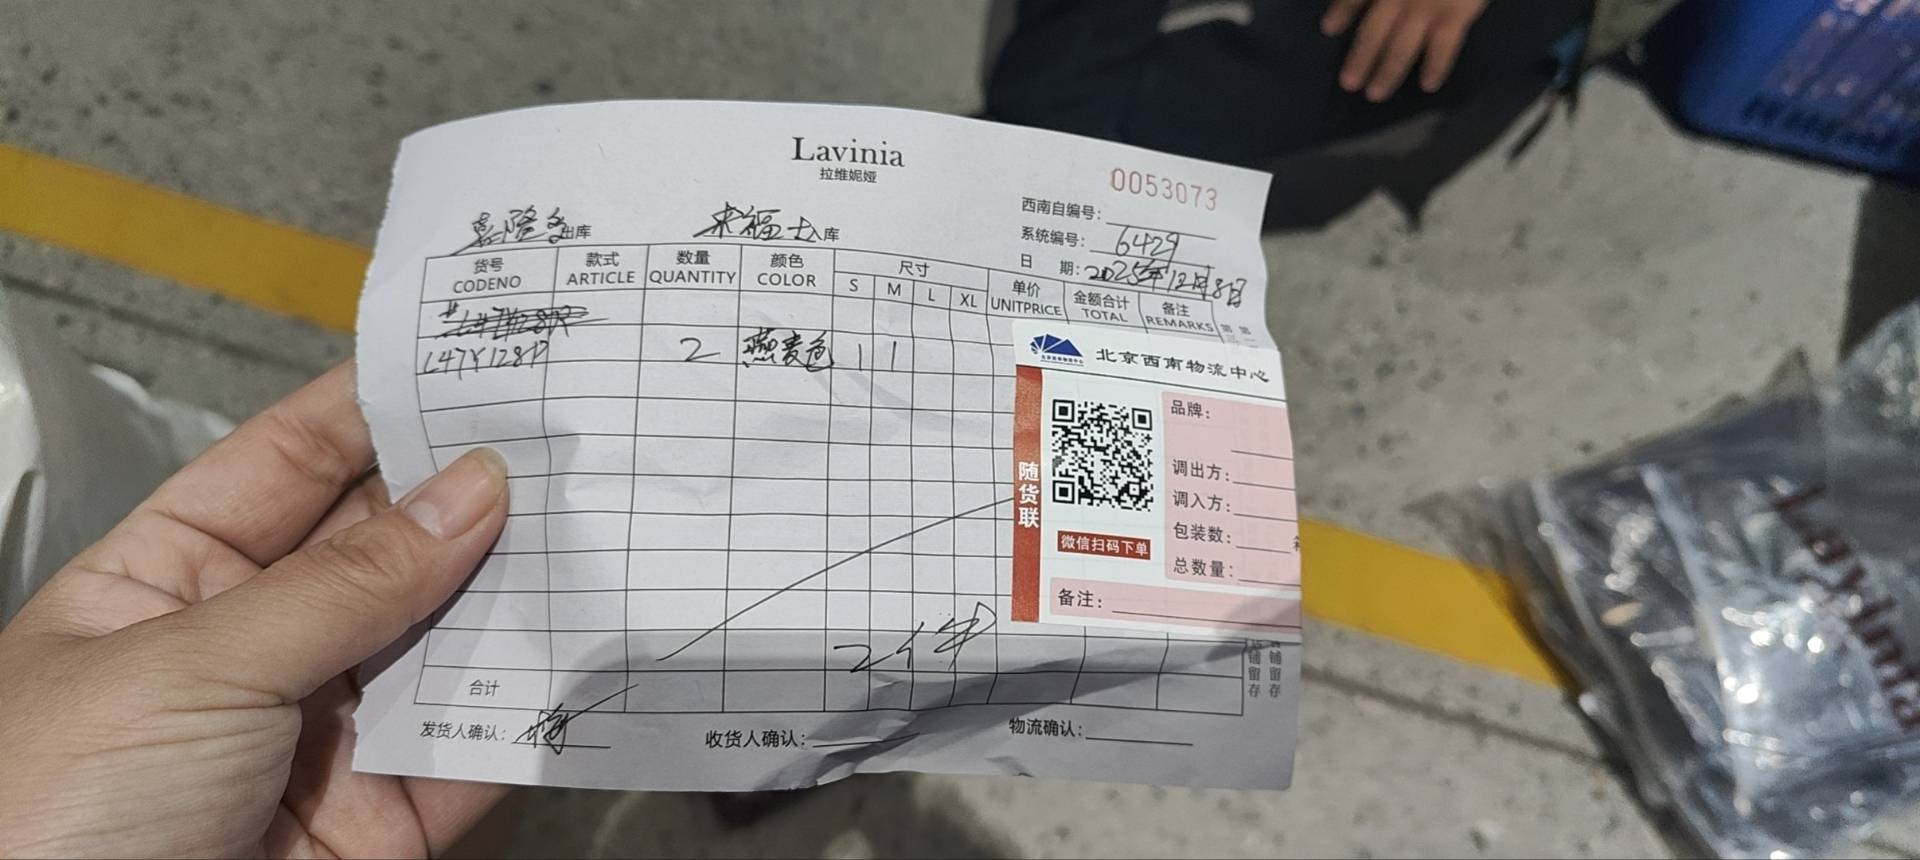 Lavinia
拉维妮娅
0053073
西南自编号:
喜隆多出库 来福士入库
系统编号: 6429
日 期: 2025年12月8日
货号 款式 数量 颜色 尺寸 单价 金额合计 备注
CODENO ARTICLE QUANTITY COLOR S M L XL UNITPRICE TOTAL REMARKS
L47Y128P 2 燕麦色 1 1
北京西南物流中心
随货联
品牌:
调出方:
调入方:
包装数:
总数量:
微信扫码下单
备注:
2件
合计
发货人确认: 收货人确认: 物流确认:
Lavinia